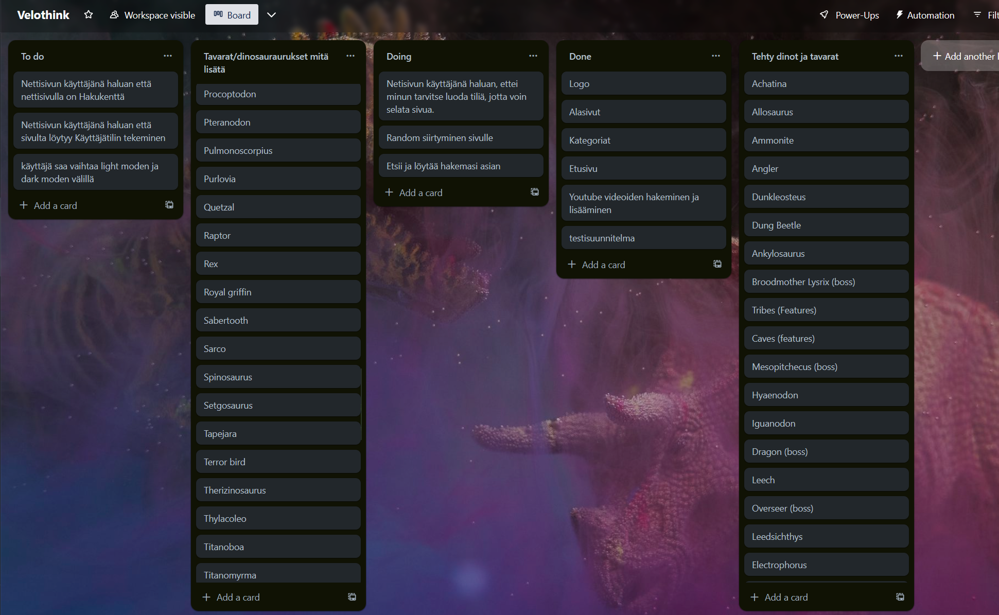 Velothink
Workspace visible
Board
Power-Ups
Automation
Filt
To do
Nettisivun käyttäjänä haluan että
nettisivulla on Hakukenttä
Nettisivun käyttäjänä haluan että
sivulta löytyy Käyttäjätilin tekeminen
käyttäjä saa vaihtaa light moden ja
dark moden välillä
Add a card
Tavarat/dinosauraurukset mitä
lisätä
Procoptodon
Pteranodon
Pulmonoscorpius
Purlovia
Quetzal
Raptor
Rex
Royal griffin
Sabertooth
Sarco
Spinosaurus
Setgosaurus
Tapejara
Terror bird
Therizinosaurus
Thylacoleo
Titanoboa
Titanomyrma
Add a card
Doing
Netisivun käyttäjänä haluan, ettei
minun tarvitse luoda tiliä, jotta voin
selata sivua.
Random siirtyminen sivulle
Etsii ja löytää hakemasi asian
Add a card
Done
Logo
Alasivut
Kategoriat
Etusivu
Youtube videoiden hakeminen ja
lisääminen
testisuunnitelma
Add a card
Tehty dinot ja tavarat
Achatina
Allosaurus
Ammonite
Angler
Dunkleosteus
Dung Beetle
Ankylosaurus
Broodmother Lysrix (boss)
Tribes (Features)
Caves (features)
Mesopitchecus (boss)
Hyaenodon
Iguanodon
Dragon (boss)
Leech
Overseer (boss)
Leedsichthys
Electrophorus
Add a card
Add another l